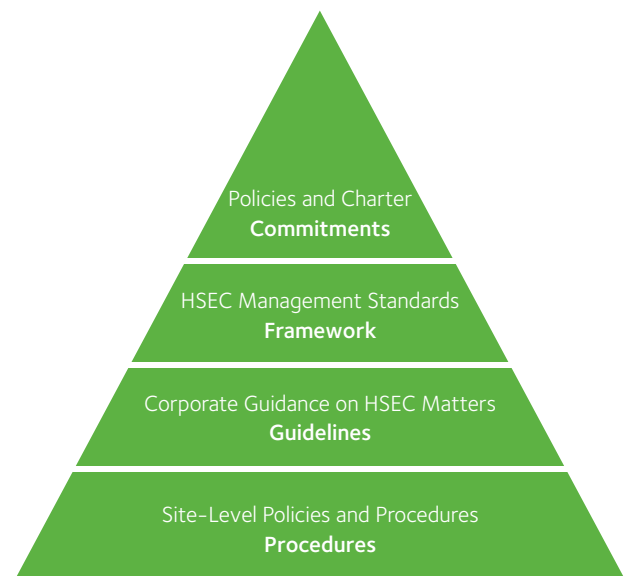 Policies and Charter
Commitments
HSEC Management Standards
Framework
Corporate Guidance on HSEC Matters
Guidelines
Site-Level Policies and Procedures
Procedures